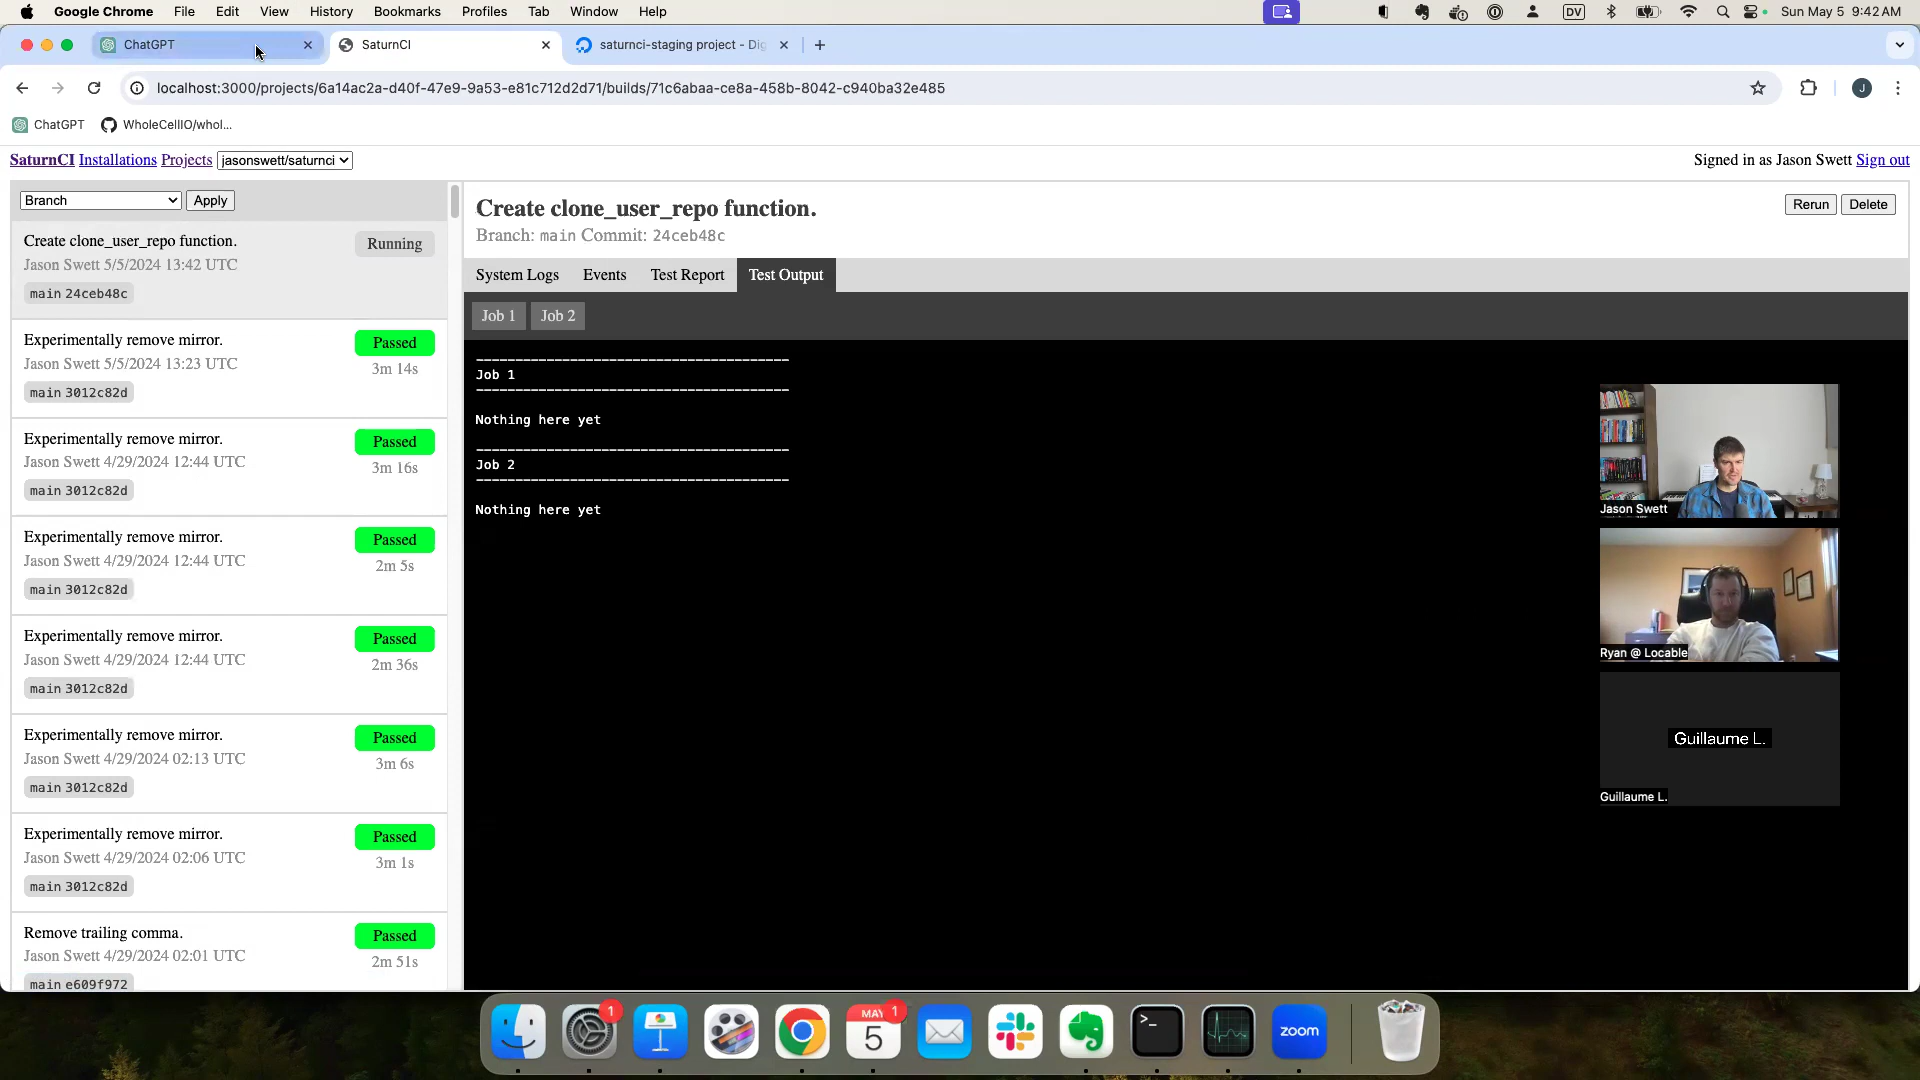 Google Chrome File Edit View History Bookmarks Profiles Tab Window Help DV Sun May 5 9:42 AM
ChatGPT SaturnCI saturnci-staging project - Dig
localhost:3000/projects/6a14ac2a-d40f-47e9-9a53-e81c712d2d71/builds/71c6abaa-ce8a-458b-8042-c940ba32e485 J
ChatGPT WholeCellIO/whol...
SaturnCI Installations Projects jasonswett/saturnci Signed in as Jason Swett Sign out
Branch Apply
Create clone_user_repo function. Running
Jason Swett 5/5/2024 13:42 UTC
main 24ceb48c
Experimentally remove mirror. Passed
Jason Swett 5/5/2024 13:23 UTC 3m 14s
main 3012c82d
Experimentally remove mirror. Passed
Jason Swett 4/29/2024 12:44 UTC 3m 16s
main 3012c82d
Experimentally remove mirror. Passed
Jason Swett 4/29/2024 12:44 UTC 2m 5s
main 3012c82d
Experimentally remove mirror. Passed
Jason Swett 4/29/2024 12:44 UTC 2m 36s
main 3012c82d
Experimentally remove mirror. Passed
Jason Swett 4/29/2024 02:13 UTC 3m 6s
main 3012c82d
Experimentally remove mirror. Passed
Jason Swett 4/29/2024 02:06 UTC 3m 1s
main 3012c82d
Remove trailing comma. Passed
Jason Swett 4/29/2024 02:01 UTC 2m 51s
main e609f972
Create clone_user_repo function. Rerun Delete
Branch: main Commit: 24ceb48c
System Logs Events Test Report Test Output
Job 1 Job 2
Job 1
Nothing here yet
Job 2
Nothing here yet
Jason Swett
Ryan @ Locable
Guillaume L.
Guillaume L.
1 MAY 1 5 zoom